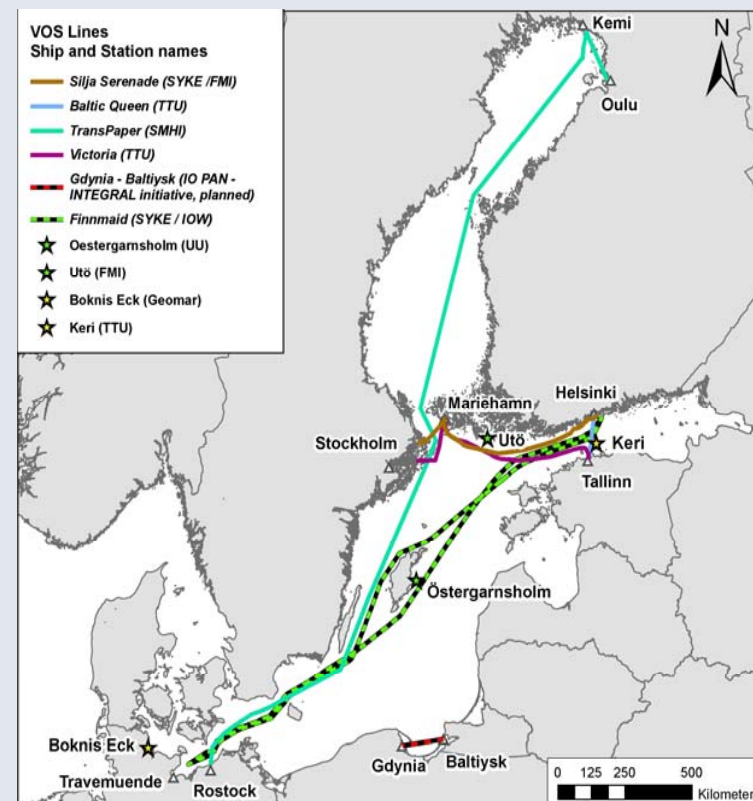 VOS Lines
Ship and Station names
Silja Serenade (SYKE /FMI)
Baltic Queen (TTU)
TransPaper (SMHI)
Victoria (TTU)
Gdynia - Baltiysk (IO PAN -
INTEGRAL initiative, planned)
Finnmaid (SYKE / IOW)
Oestergarnsholm (UU)
Utö (FMI)
Boknis Eck (Geomar)
Keri (TTU)
Kemi
N
Oulu
Mariehamn
Helsinki
Stockholm
Utö
Keri
Tallinn
Östergarnsholm
Boknis Eck
Travemuende
Rostock
Gdynia
Baltiysk
0 125 250 500
Kilometer